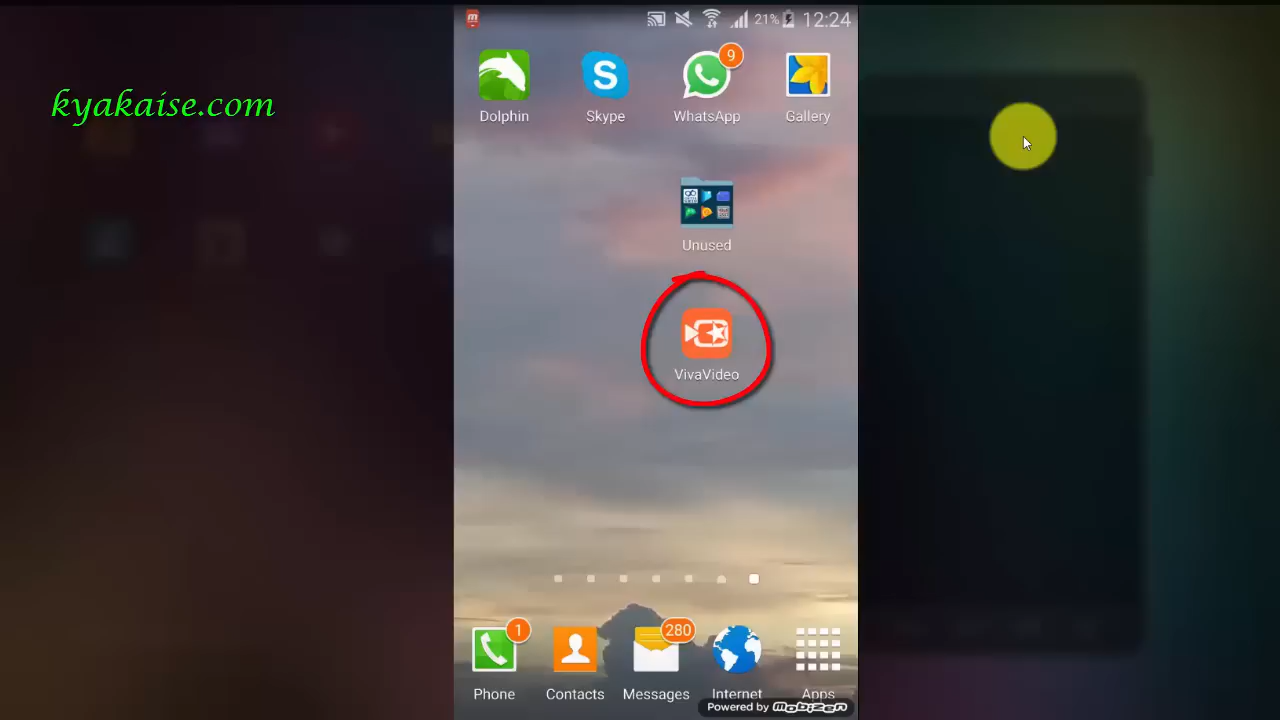 21% 12:24
kyakaise.com
9
Dolphin Skype WhatsApp Gallery
Unused
VivaVideo
1 280
Phone Contacts Messages Internet Apps
Powered by mobizen